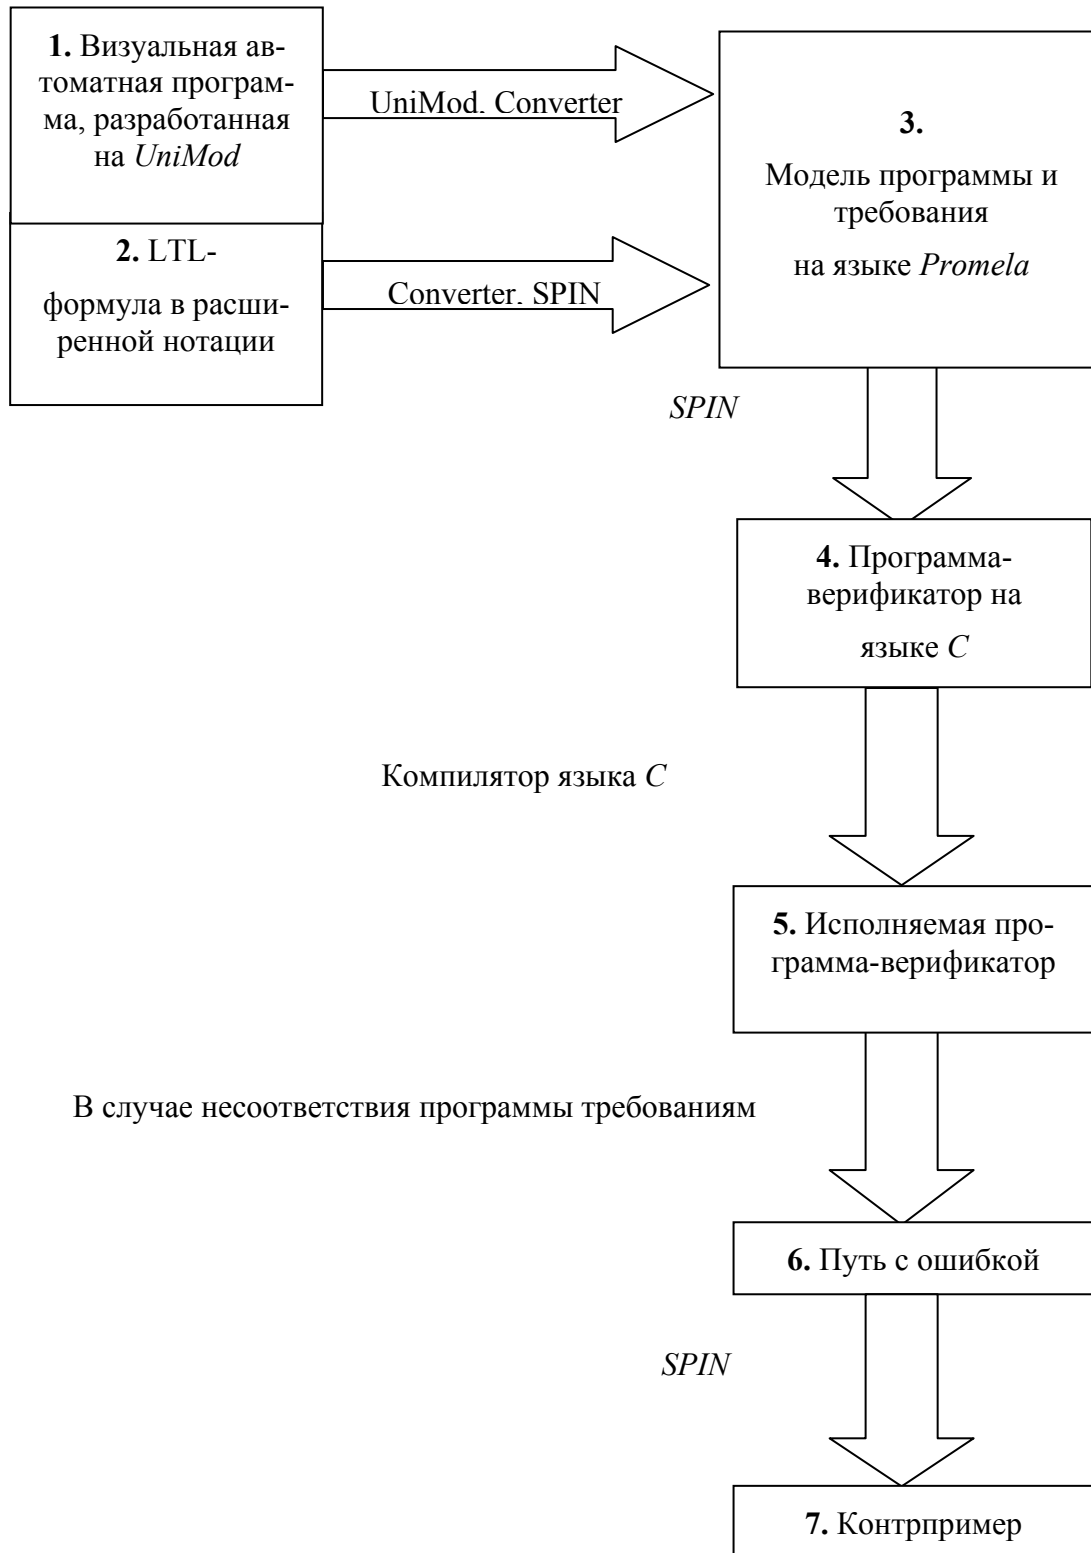 1. Визуальная ав-
томатная програм-
ма, разработанная
на UniMod
UniMod, Converter
2. LTL-
формула в расши-
ренной нотации
Converter, SPIN
3.
Модель программы и
требования
на языке Promela
SPIN
4. Программа-
верификатор на
языке C
Компилятор языка C
5. Исполняемая про-
грамма-верификатор
В случае несоответствия программы требованиям
6. Путь с ошибкой
SPIN
7. Контрпример